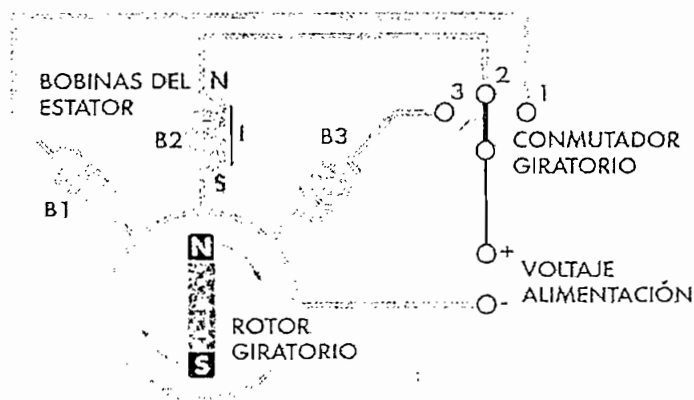 BOBINAS DEL
ESTATOR
N
B2
I
S
B1
B3
3
2
1
CONMUTADOR
GIRATORIO
+
VOLTAJE
ALIMENTACIÓN
-
N
S
ROTOR
GIRATORIO